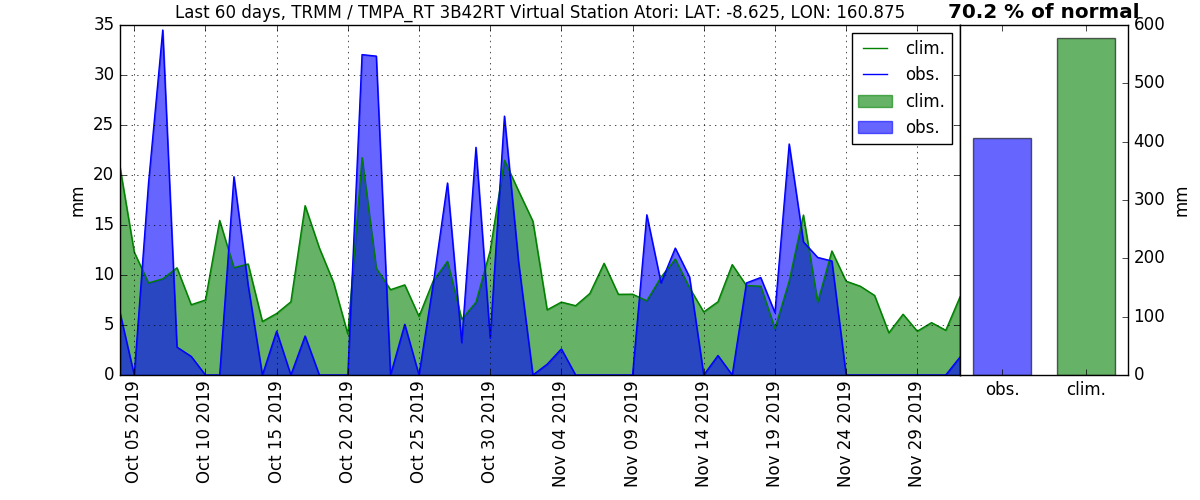 Last 60 days, TRMM / TMPA_RT 3B42RT Virtual Station Atori: LAT: -8.625, LON: 160.875
70.2 % of normal
mm
35
30
25
20
15
10
5
0
clim.
obs.
clim.
obs.
Oct 05 2019
Oct 10 2019
Oct 15 2019
Oct 20 2019
Oct 25 2019
Oct 30 2019
Nov 04 2019
Nov 09 2019
Nov 14 2019
Nov 19 2019
Nov 24 2019
Nov 29 2019
obs.
clim.
600
500
400
300
200
100
0
mm